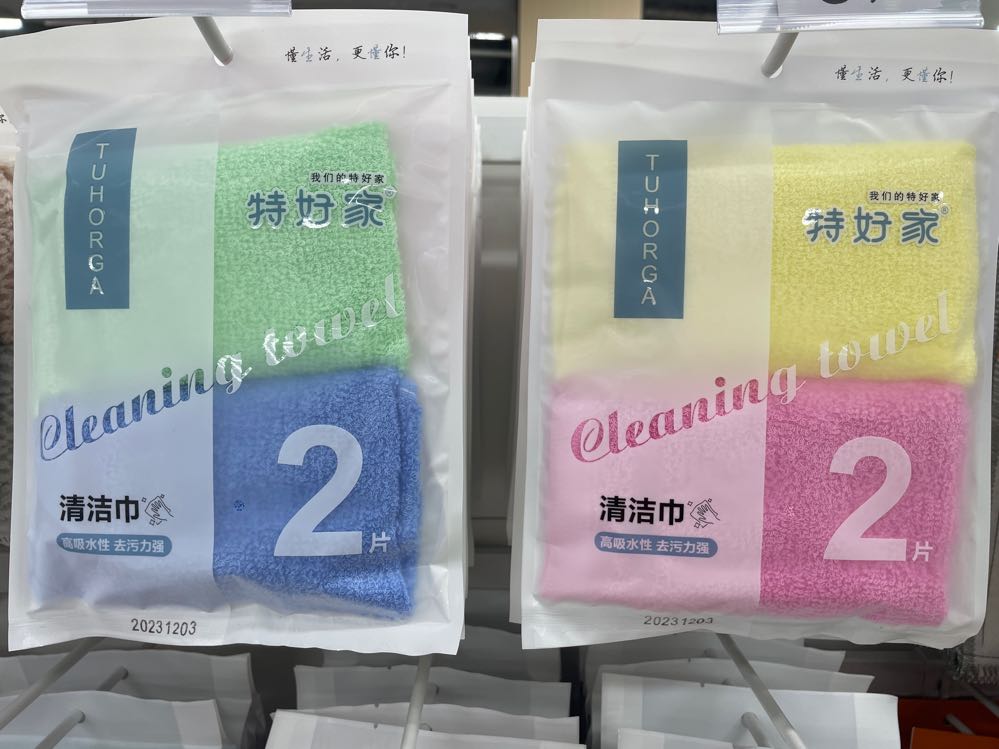 懂生活，更懂你！
TUHORGA
我们的特好家
特好家
Cleaning towel
清洁巾
高吸水性 去污力强
2片
20231203
懂生活，更懂你！
TUHORGA
我们的特好家
特好家®
Cleaning towel
清洁巾
高吸水性 去污力强
2片
20231203